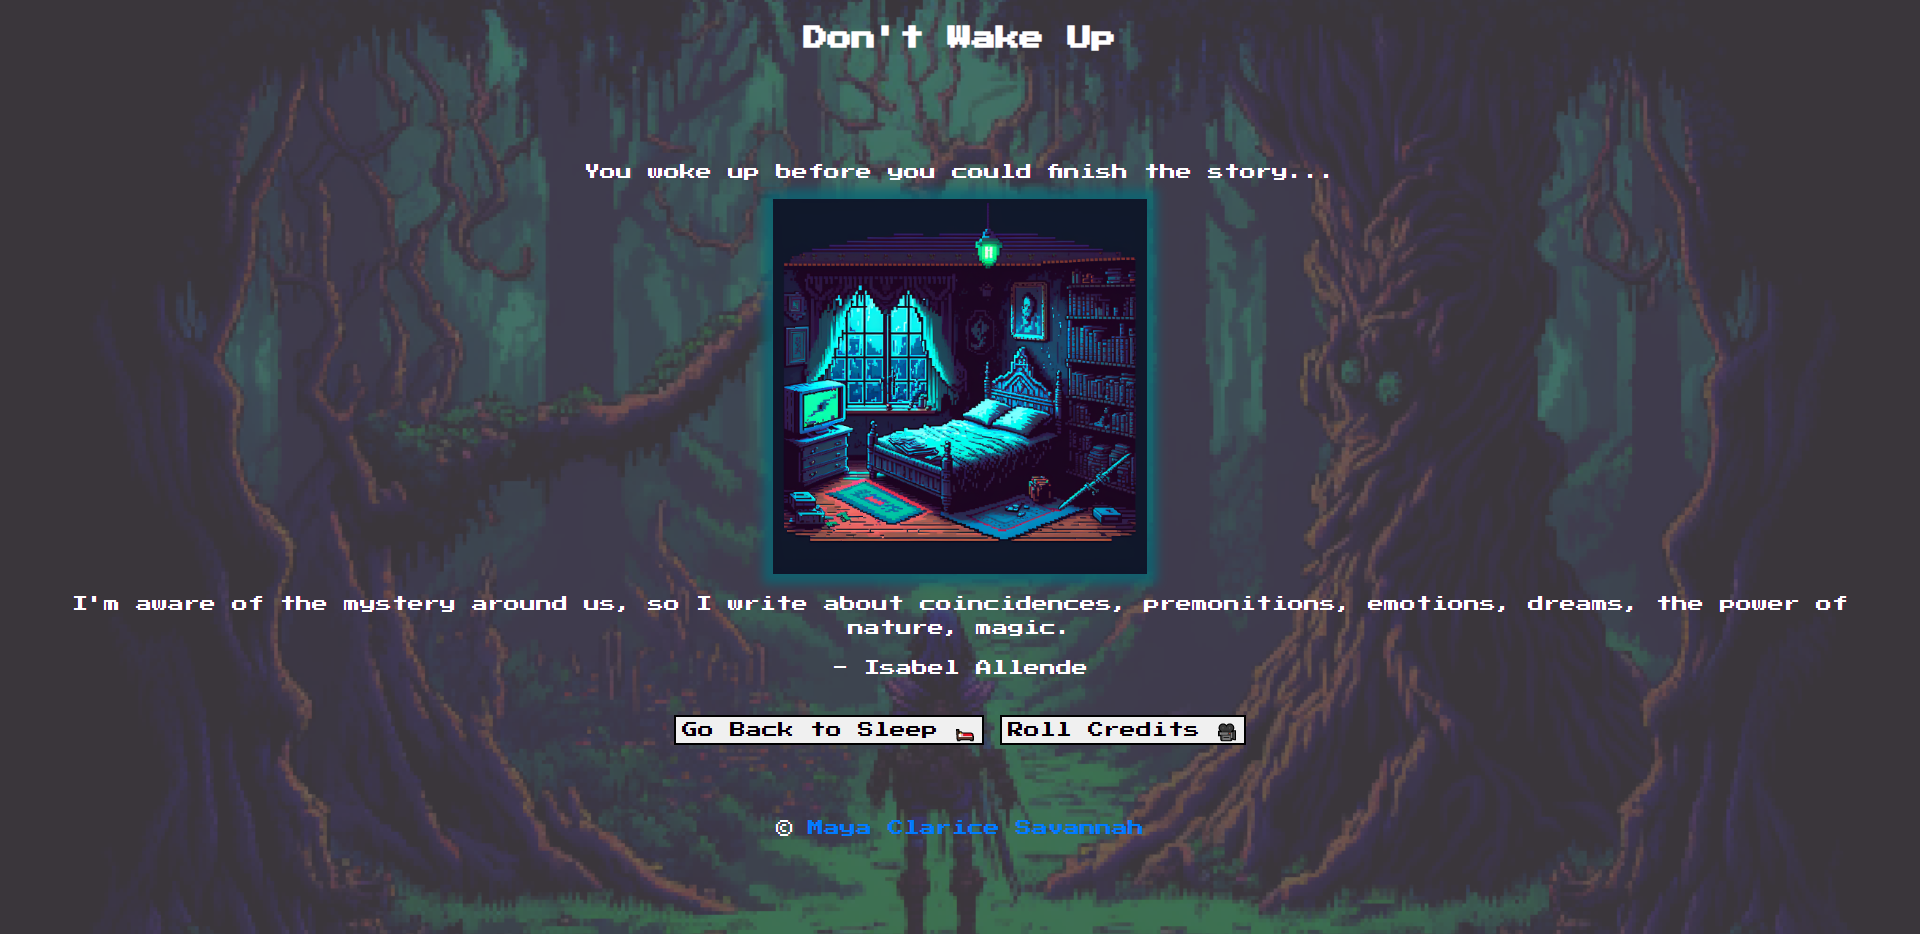 Don't Wake Up
You woke up before you could finish the story...
I'm aware of the mystery around us, so I write about coincidences, premonitions, emotions, dreams, the power of
nature, magic.
- Isabel Allende
Go Back to Sleep 🛏
Roll Credits 🎥
© Maya Clarice Savannah